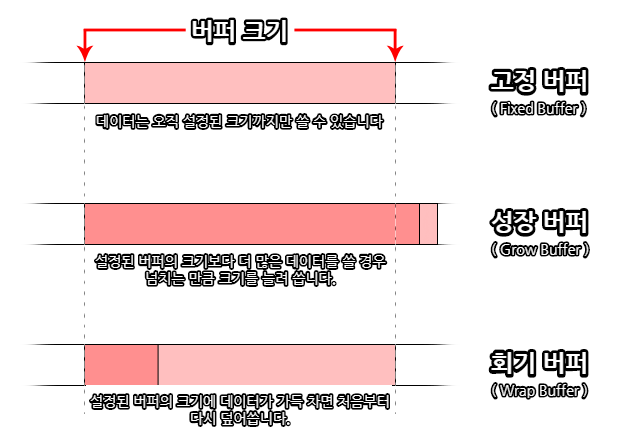 버퍼 크기
고정 버퍼
( Fixed Buffer )
데이터는 오직 설정된 크기까지만 쓸 수 있습니다
성장 버퍼
( Grow Buffer )
설정된 버퍼의 크기보다 더 많은 데이터를 쓸 경우
넘치는 만큼 크기를 늘려 씁니다.
회기 버퍼
( Wrap Buffer )
설정된 버퍼의 크기에 데이터가 가득 차면 처음부터
다시 덮어씁니다.